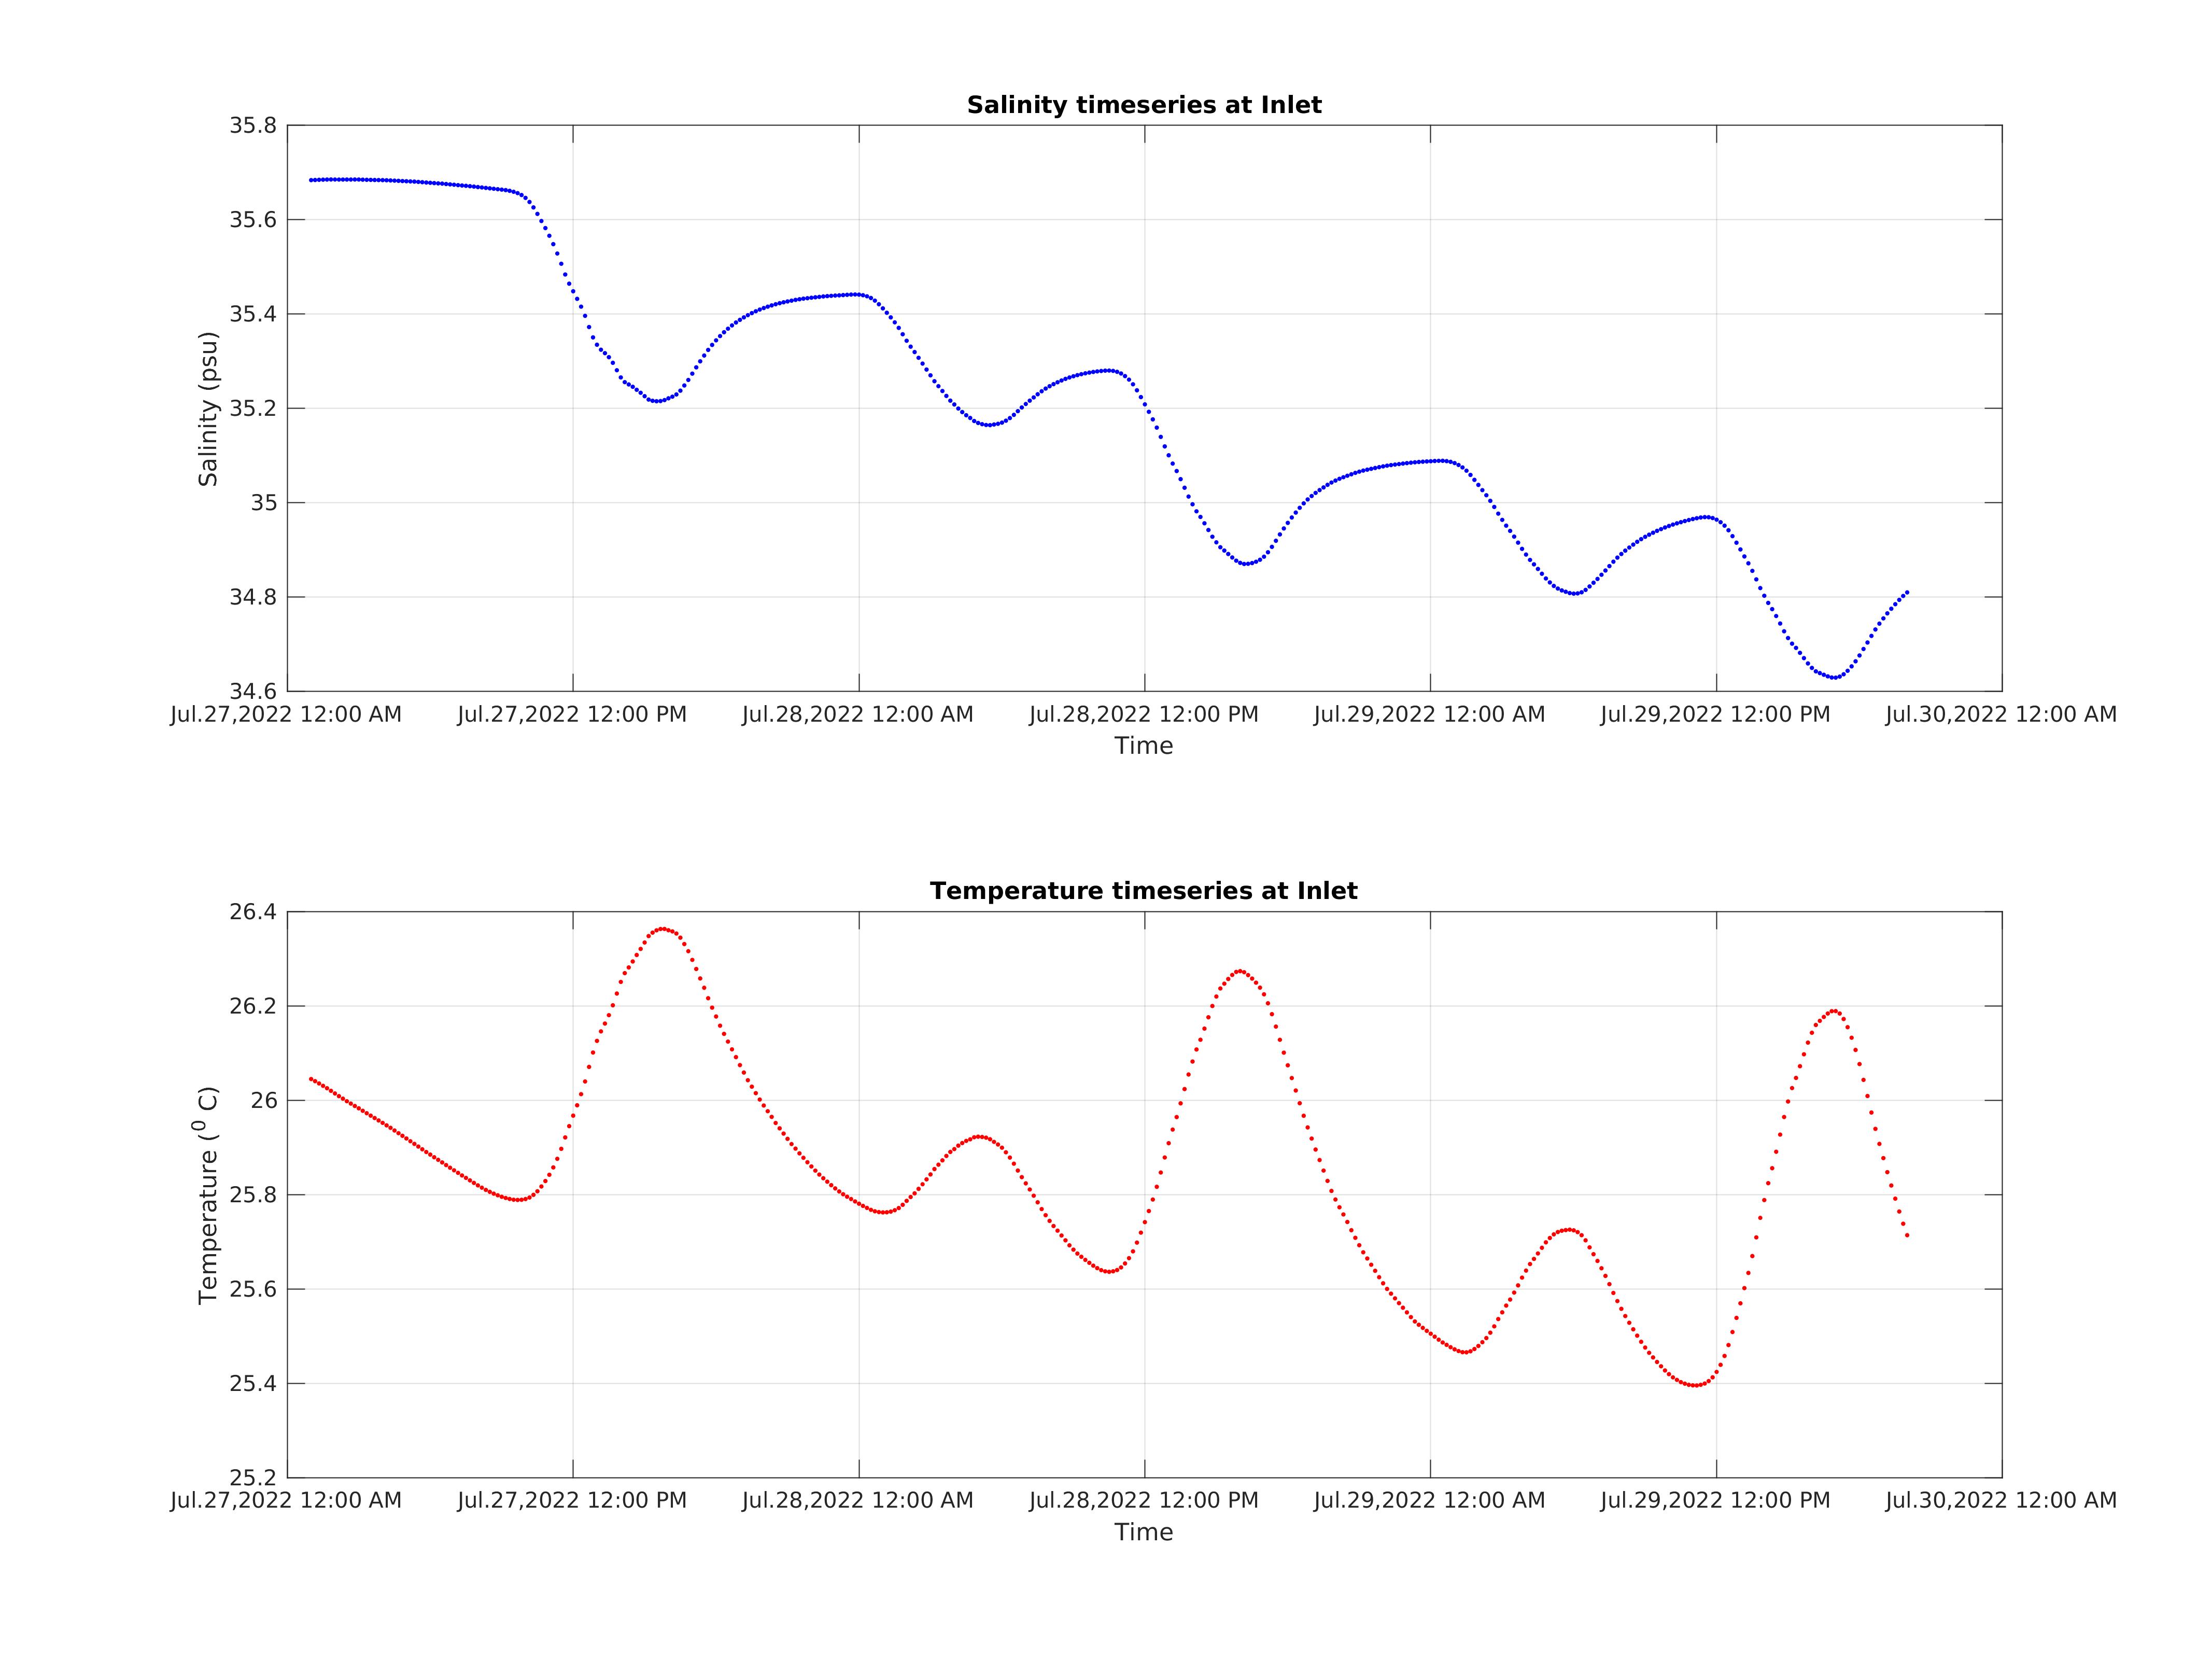 Salinity timeseries at Inlet
35.8
35.6
35.4
35.2
35
34.8
34.6
Salinity (psu)
Jul.27,2022 12:00 AM Jul.27,2022 12:00 PM Jul.28,2022 12:00 AM Jul.28,2022 12:00 PM Jul.29,2022 12:00 AM Jul.29,2022 12:00 PM Jul.30,2022 12:00 AM
Time
Temperature timeseries at Inlet
26.4
26.2
26
25.8
25.6
25.4
25.2
Temperature (⁰ C)
Jul.27,2022 12:00 AM Jul.27,2022 12:00 PM Jul.28,2022 12:00 AM Jul.28,2022 12:00 PM Jul.29,2022 12:00 AM Jul.29,2022 12:00 PM Jul.30,2022 12:00 AM
Time